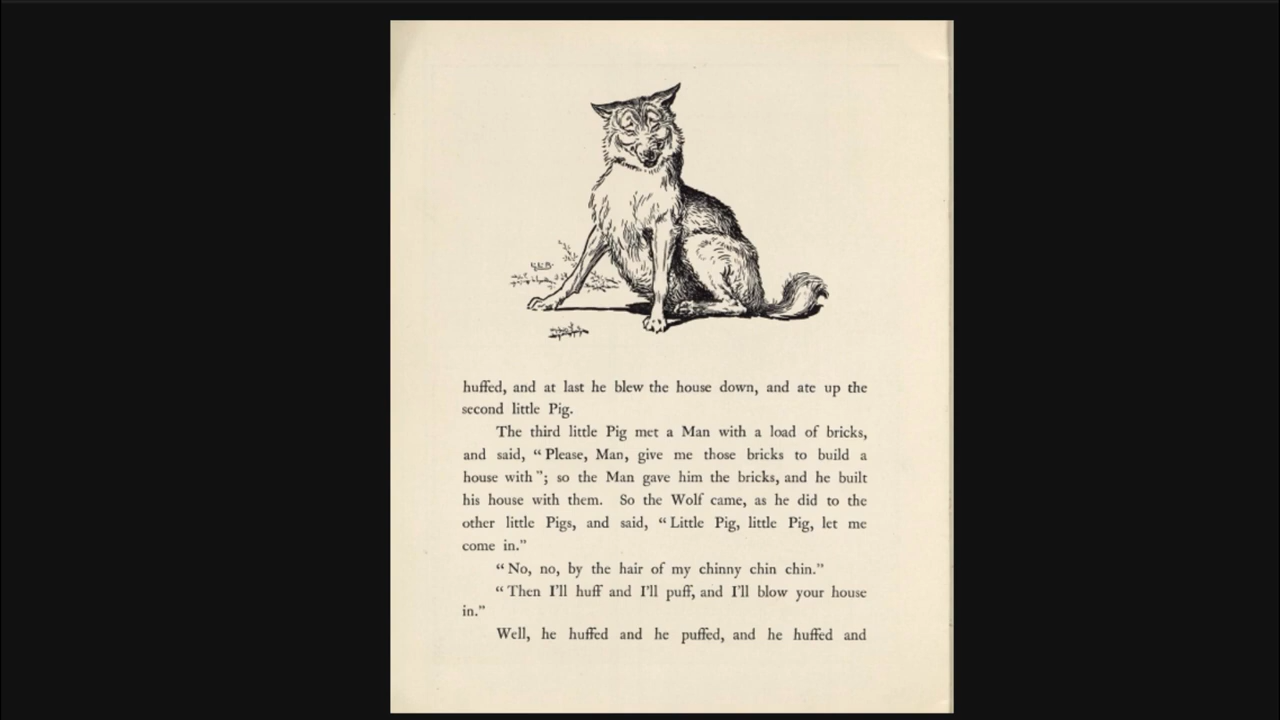 L.L.B.
huffed, and at last he blew the house down, and ate up the
second little Pig.
The third little Pig met a Man with a load of bricks,
and said, “Please, Man, give me those bricks to build a
house with”; so the Man gave him the bricks, and he built
his house with them. So the Wolf came, as he did to the
other little Pigs, and said, “Little Pig, little Pig, let me
come in.”
“No, no, by the hair of my chinny chin chin.”
“Then I’ll huff and I’ll puff, and I’ll blow your house
in.”
Well, he huffed and he puffed, and he huffed and